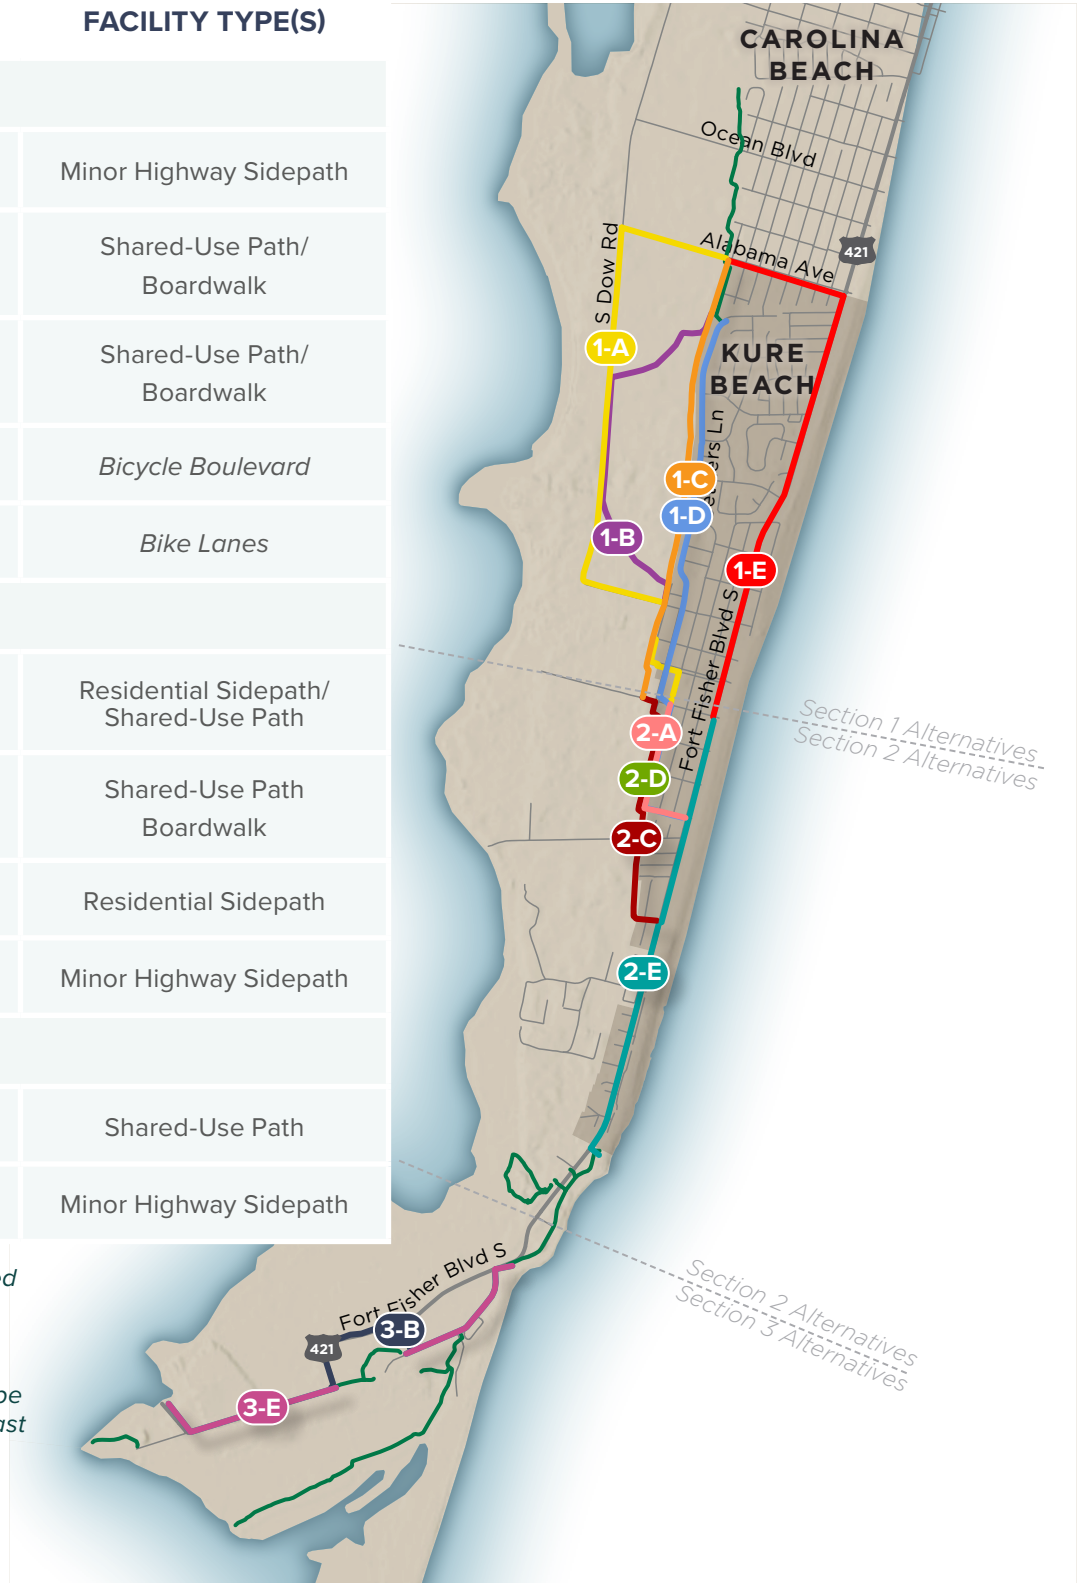 FACILITY TYPE(S)
Minor Highway Sidepath
Shared-Use Path/
Boardwalk
Shared-Use Path/
Boardwalk
Bicycle Boulevard
Bike Lanes
Residential Sidepath/
Shared-Use Path
Shared-Use Path
Boardwalk
Residential Sidepath
Minor Highway Sidepath
Shared-Use Path
Minor Highway Sidepath
CAROLINA
BEACH
Ocean Blvd
S Dow Rd
Alabama Ave
421
1-A
KURE
BEACH
1-C
1-D
1-B
1-E
Fort Fisher Blvd S
Section 1 Alternatives
Section 2 Alternatives
2-A
2-D
2-C
2-E
Section 2 Alternatives
Section 3 Alternatives
Fort Fisher Blvd S
3-B
421
3-E